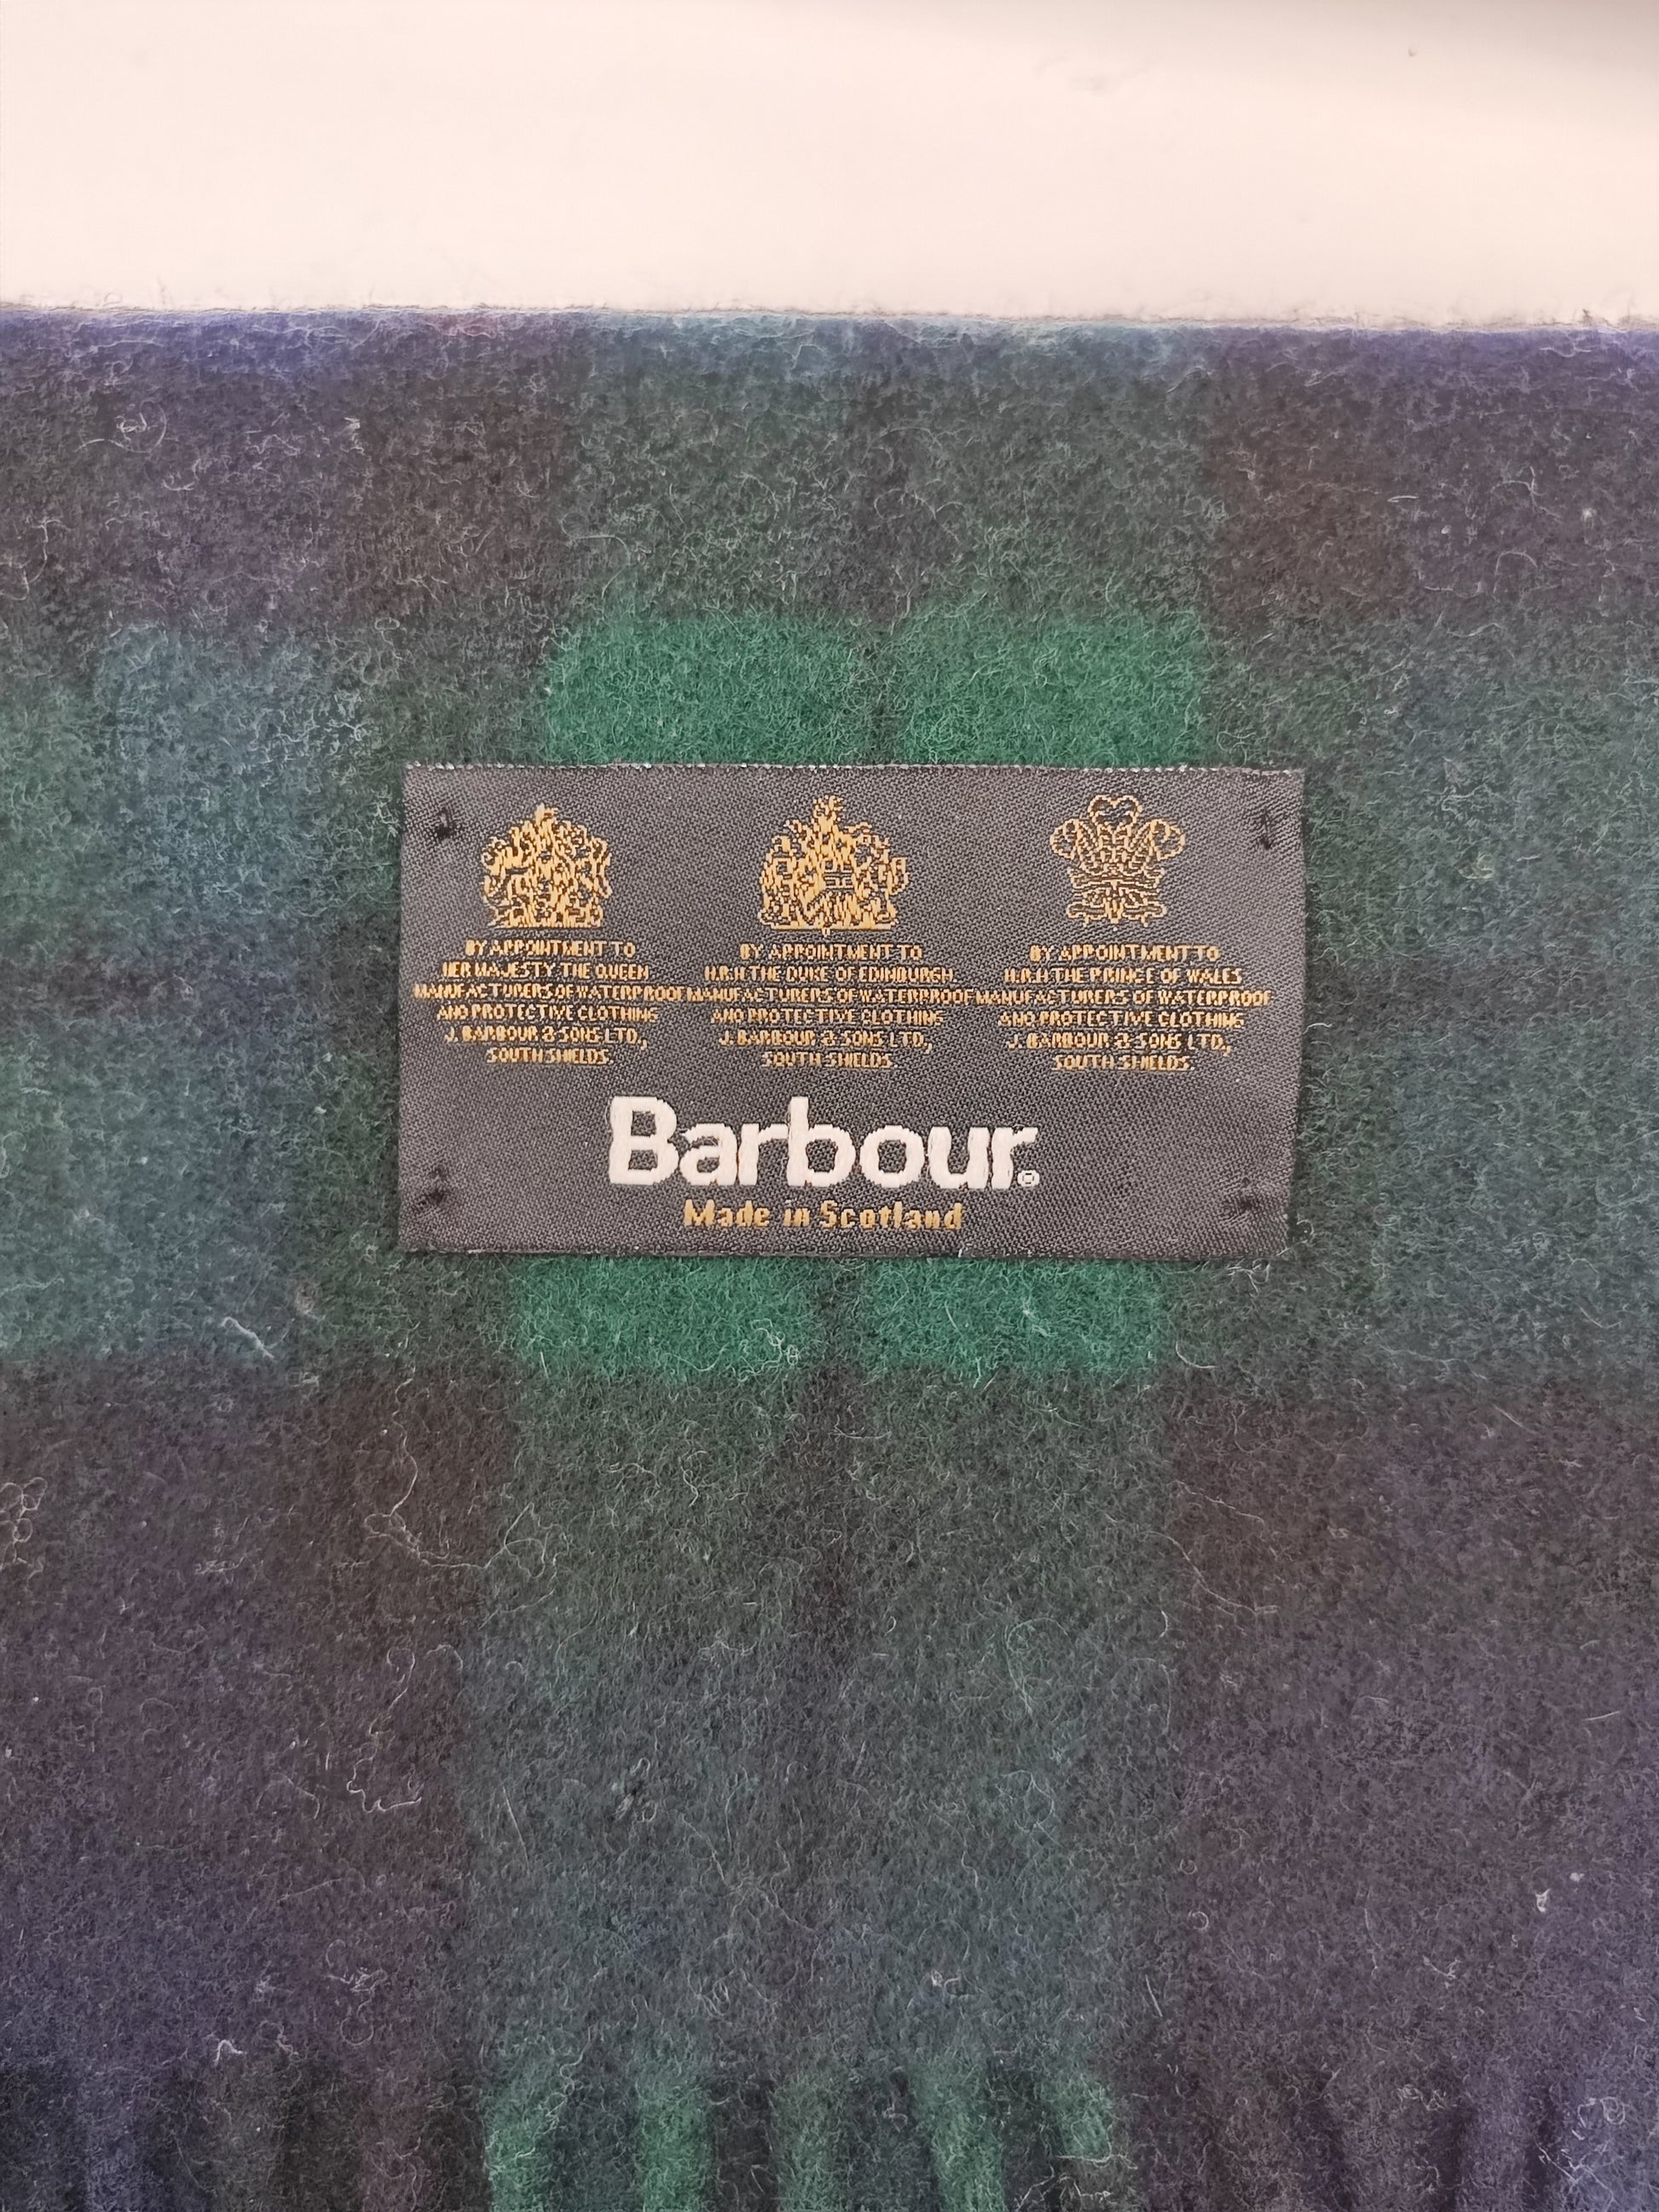 BY APPOINTMENT TO
HER MAJESTY THE QUEEN
MANUFACTURERS OF WATERPROOF
AND PROTECTIVE CLOTHING
J. BARBOUR & SONS LTD.,
SOUTH SHIELDS.
BY APPOINTMENT TO
H.R.H THE DUKE OF EDINBURGH.
MANUFACTURERS OF WATERPROOF
AND PROTECTIVE CLOTHING
J. BARBOUR & SONS LTD.,
SOUTH SHIELDS.
BY APPOINTMENT TO
H.R.H THE PRINCE OF WALES
MANUFACTURERS OF WATERPROOF
AND PROTECTIVE CLOTHING
J. BARBOUR & SONS LTD.,
SOUTH SHIELDS.
Barbour®
Made in Scotland